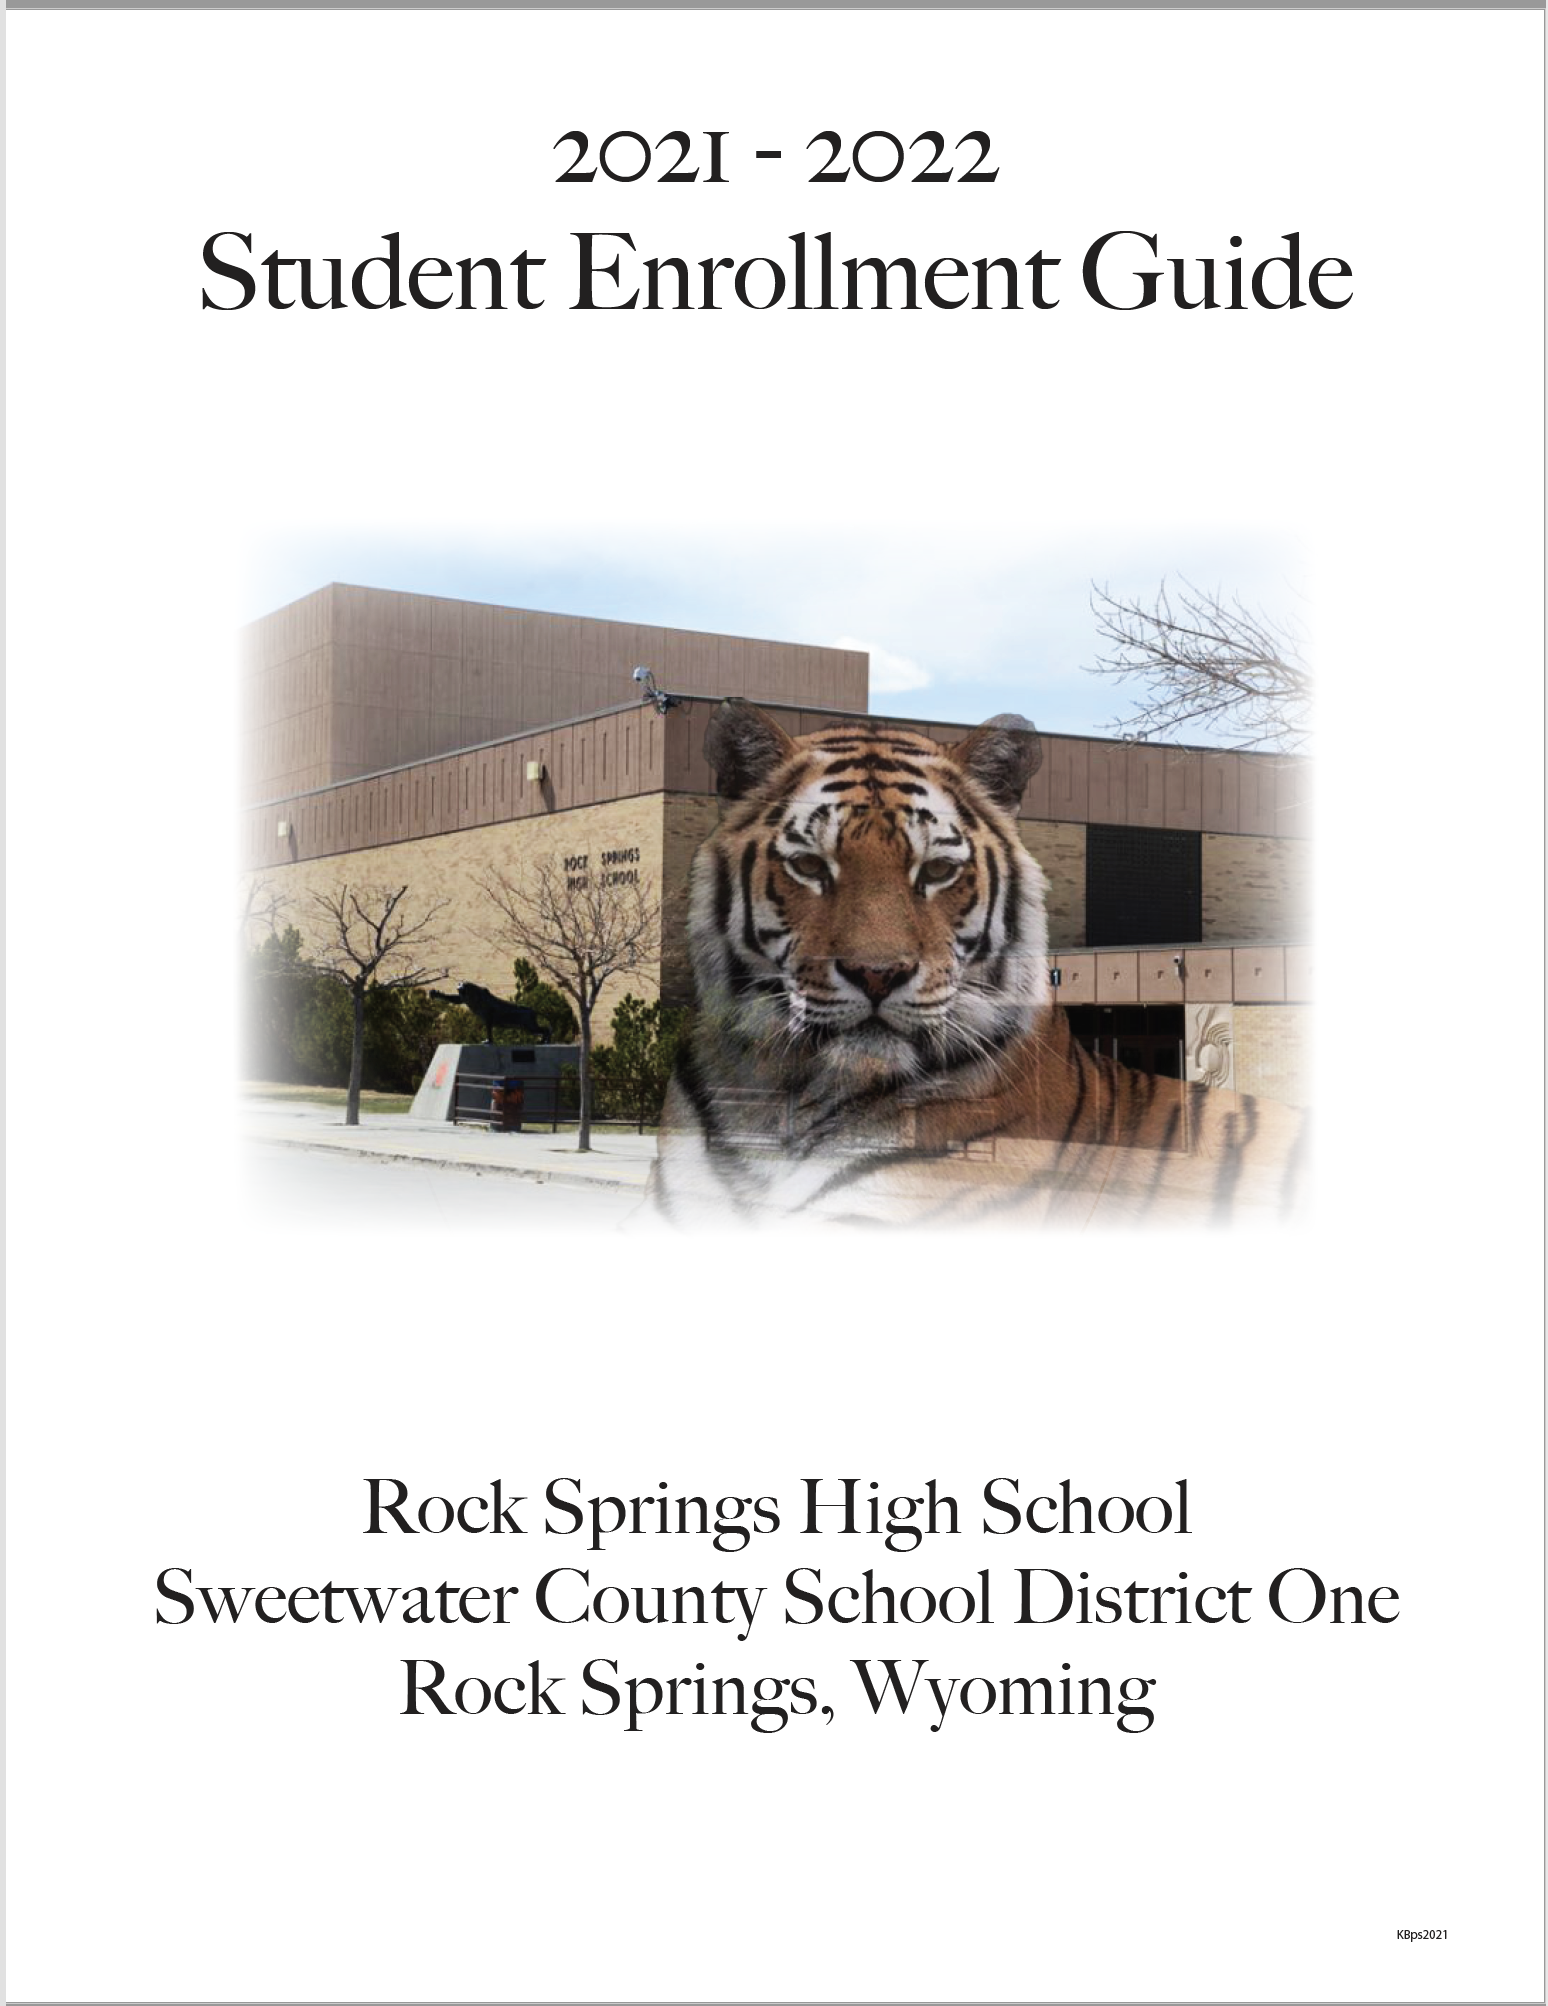 2021 - 2022
Student Enrollment Guide
ROCK SPRINGS
HIGH SCHOOL
1
Rock Springs High School
Sweetwater County School District One
Rock Springs, Wyoming
KBps2021